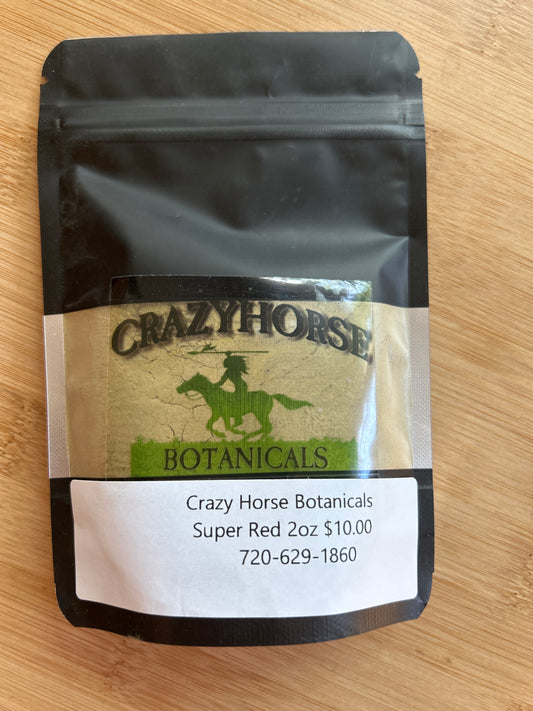 CRAZYHORSE
BOTANICALS
Crazy Horse Botanicals
Super Red 2oz $10.00
720-629-1860